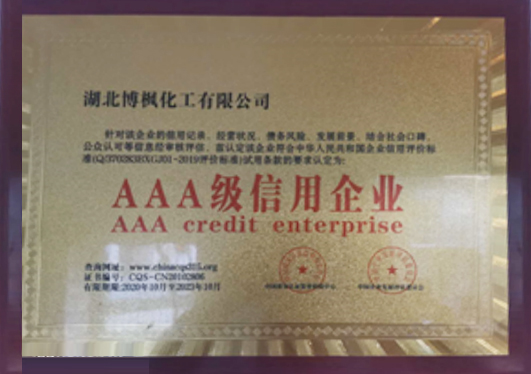 湖北博枫化工有限公司
针对该企业的信用记录、经营状况、债务风险、发展前景、结合社会口碑、
公众认可等信息经审核评估，兹认定该企业符合中华人民共和国企业信用评价标
准(Q/370283BXGJ01-2019评价标准)试用条款的要求认定为:
AAA级信用企业
AAA credit enterprise
查询网址: www.chinacqs315.org
证书编号: CQS-CN20102806
有限期限:2020年10月至2023年10月